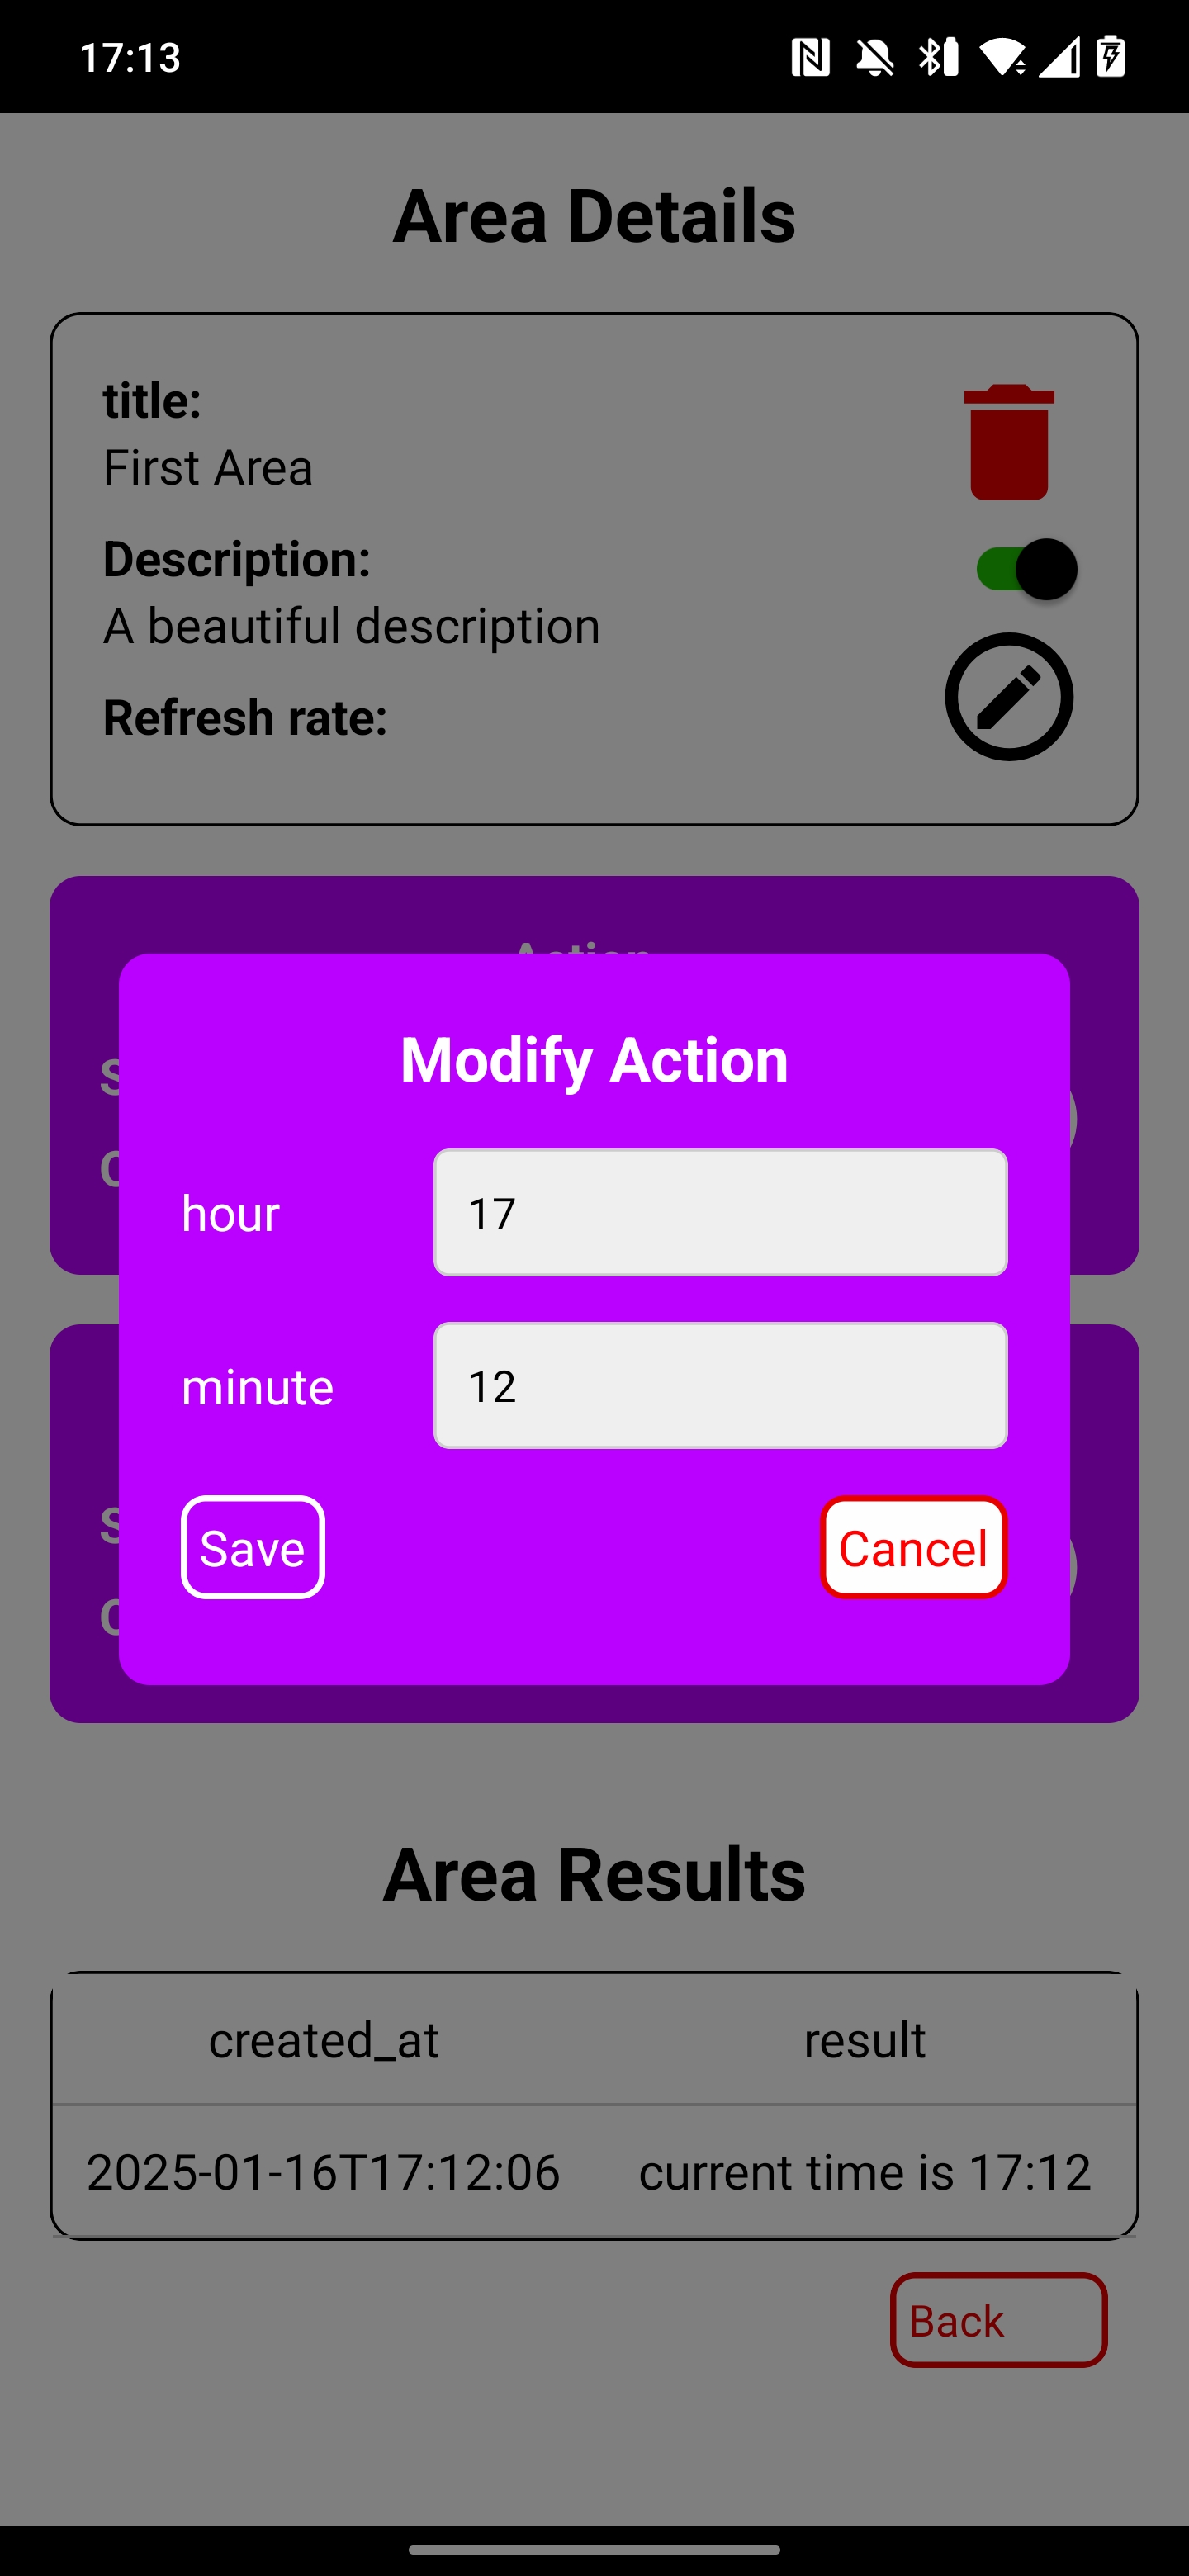 17:13
Area Details
title:
First Area
Description:
A beautiful description
Refresh rate:
Action
Modify Action
hour
17
minute
12
Save
Cancel
Area Results
created_at result
2025-01-16T17:12:06 current time is 17:12
Back